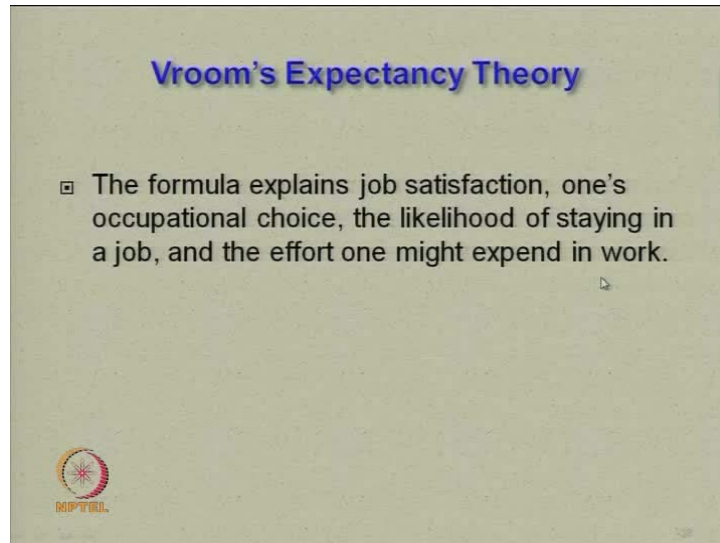 Vroom's Expectancy Theory
The formula explains job satisfaction, one's
occupational choice, the likelihood of staying in
a job, and the effort one might expend in work.
NPTEL